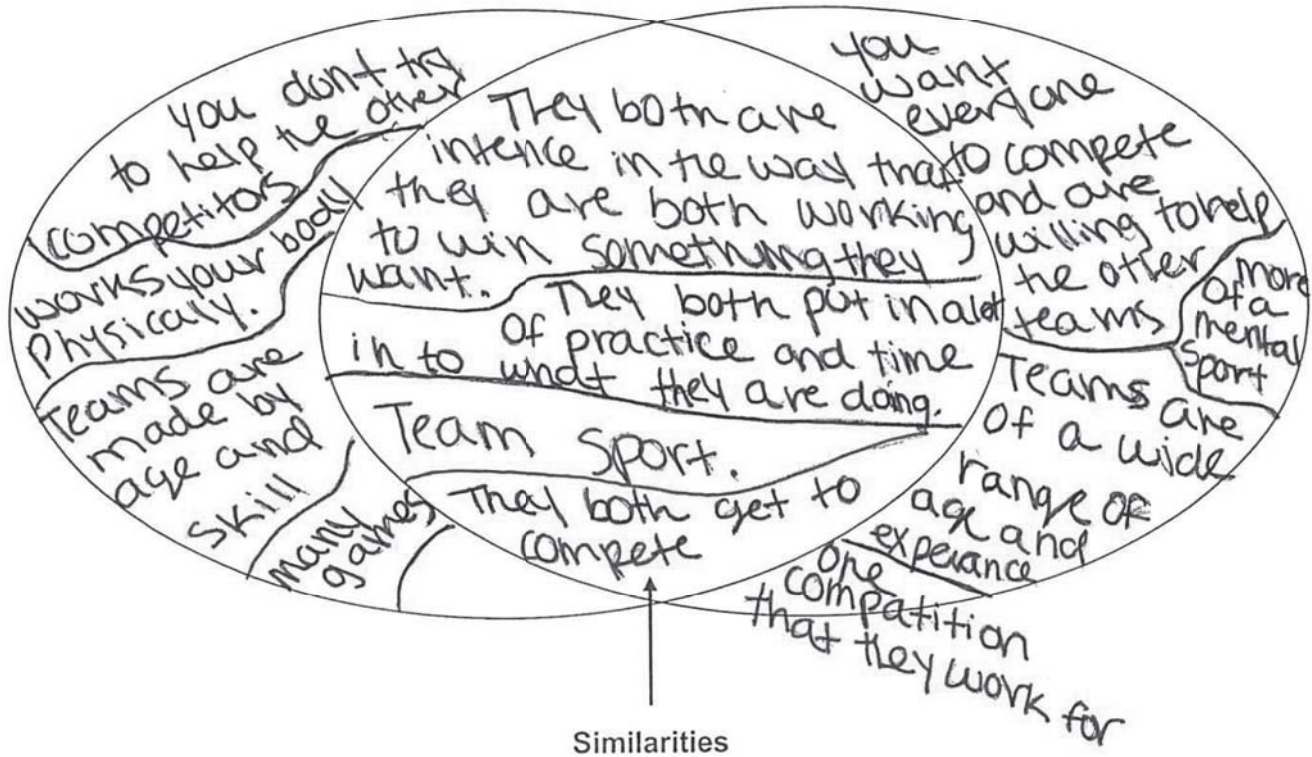 you dont try
to help the other
competitors
works your body
Physicaly.
Teams are
made by
age and
skill
many
games
They both are
intence in the way that
they are both working
to win something they
want.
They both put in alot
of practice and time
in to what they are doing.
Team sport.
They both get to
compete
you
want
everyone
to compete
and are
willing to help
the other
teams
more
of a
mental
sport
Teams are
of a wide
range of
age and
experance
one
compatition
that they work for
Similarities